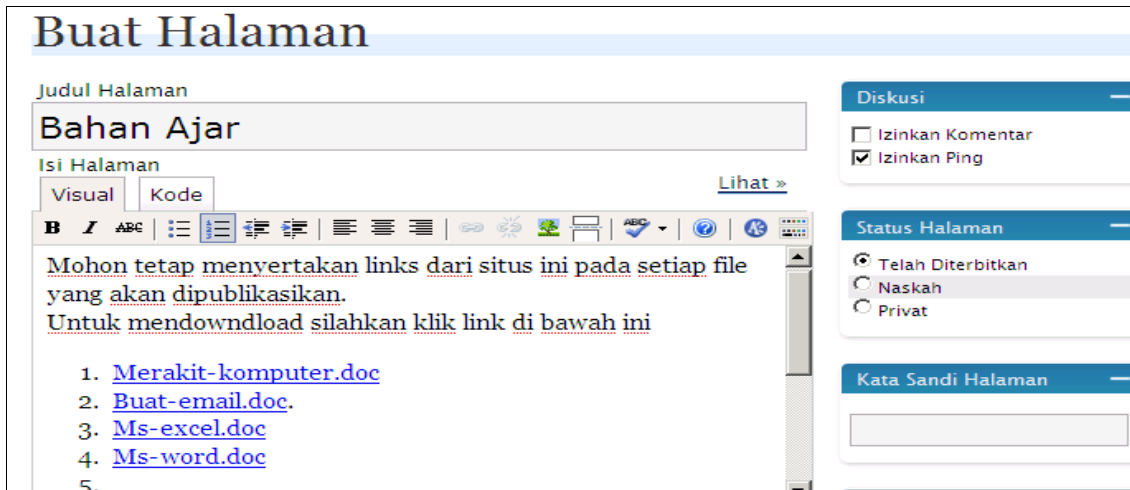 Buat Halaman
Judul Halaman
Bahan Ajar
Isi Halaman
Visual Kode
Lihat »
B I ABC ABC
Mohon tetap menyertakan links dari situs ini pada setiap file
yang akan dipublikasikan.
Untuk mendowndload silahkan klik link di bawah ini
1. Merakit-komputer.doc
2. Buat-email.doc.
3. Ms-excel.doc
4. Ms-word.doc
5.
Diskusi
Izinkan Komentar
Izinkan Ping
Status Halaman
Telah Diterbitkan
Naskah
Privat
Kata Sandi Halaman